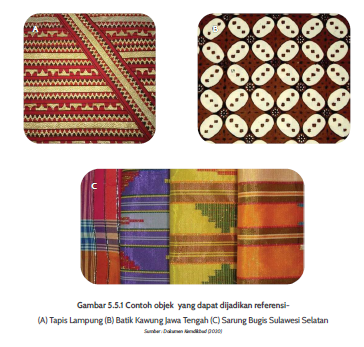 A
B
C
Gambar 5.5.1 Contoh objek yang dapat dijadikan referensi-
(A) Tapis Lampung (B) Batik Kawung Jawa Tengah (C) Sarung Bugis Sulawesi Selatan
Sumber : Dokumen Kemdikbud (2020)